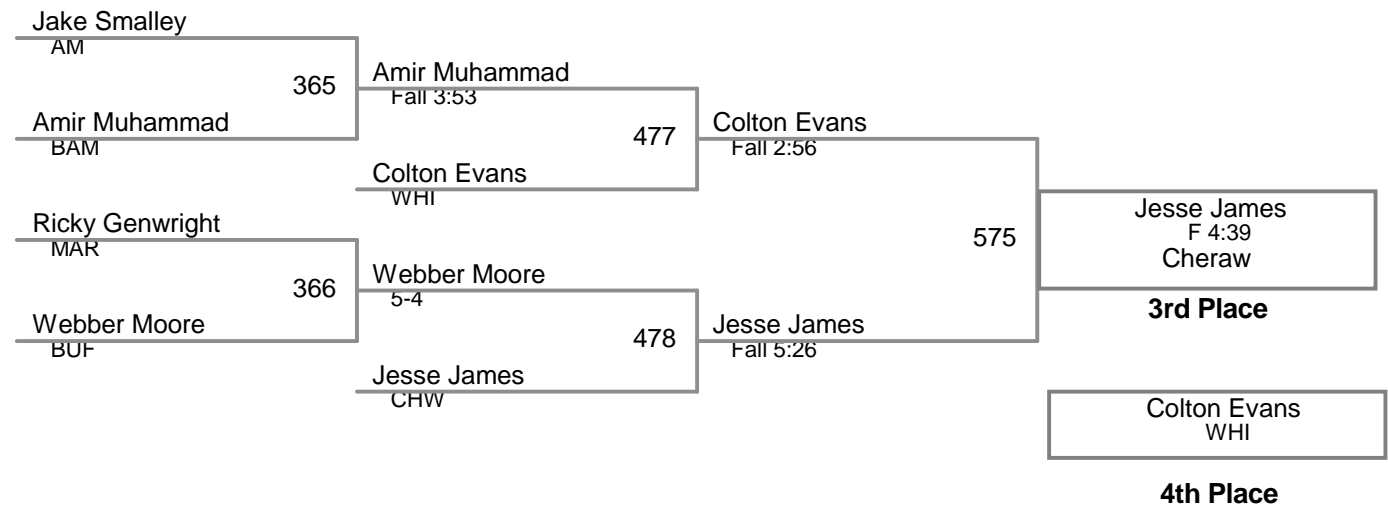 Jake Smalley
AM
365
Amir Muhammad
BAM
Amir Muhammad
Fall 3:53
477
Colton Evans
WHI
Ricky Genwright
MAR
366
Webber Moore
BUF
Webber Moore
5-4
478
Jesse James
CHW
Colton Evans
Fall 2:56
575
Jesse James
Fall 5:26
Jesse James
F 4:39
Cheraw
3rd Place
Colton Evans
WHI
4th Place